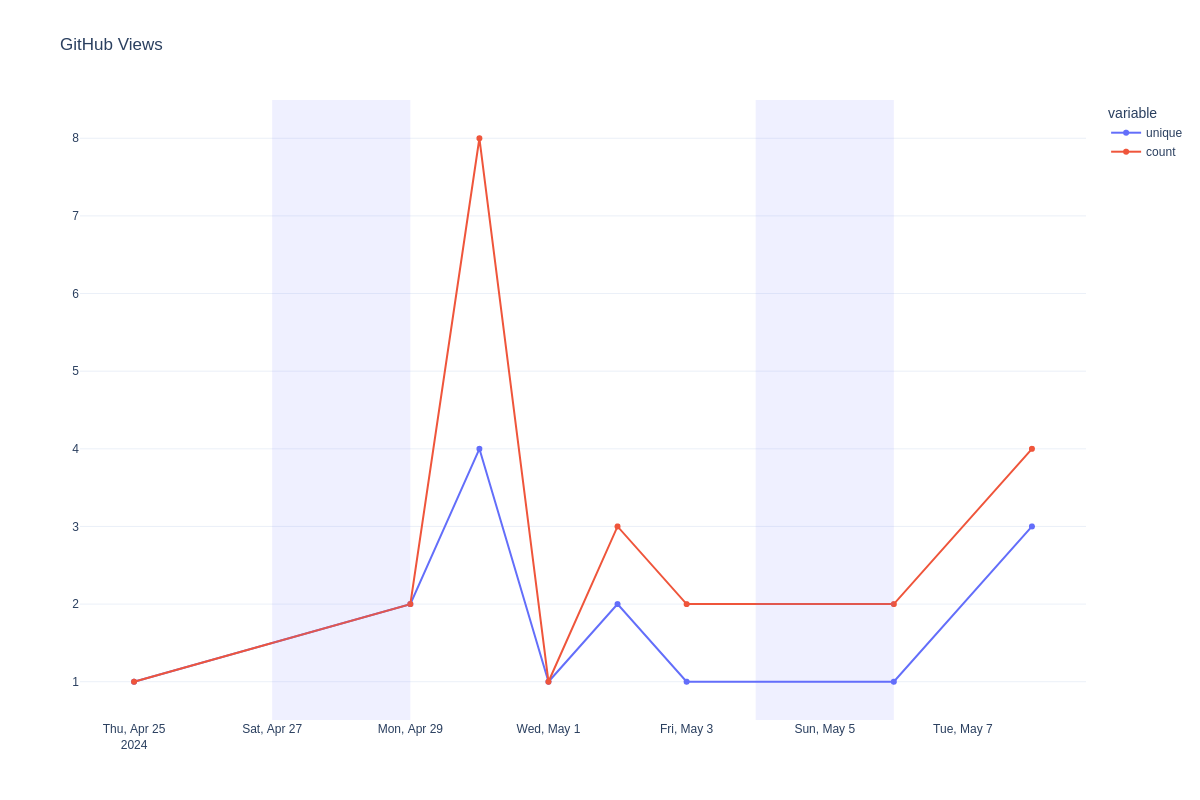 GitHub Views
variable
unique
count
8
7
6
5
4
3
2
1
Thu, Apr 25
2024
Sat, Apr 27
Mon, Apr 29
Wed, May 1
Fri, May 3
Sun, May 5
Tue, May 7